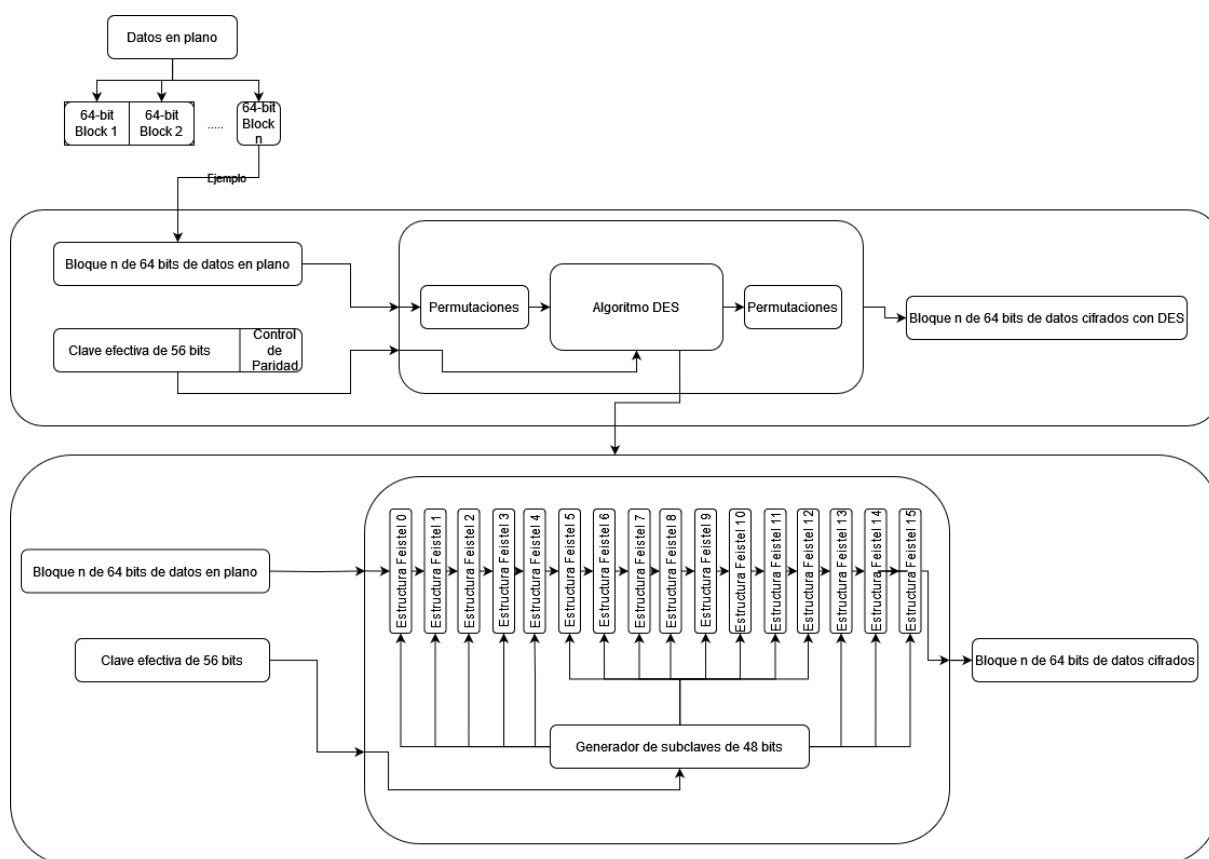 Datos en plano
64-bit
Block 1
64-bit
Block 2
.....
64-bit
Block
n
Ejemplo
Bloque n de 64 bits de datos en plano
Permutaciones
Algoritmo DES
Permutaciones
Bloque n de 64 bits de datos cifrados con DES
Clave efectiva de 56 bits
Control
de
Paridad
Estructura Feistel 0
Estructura Feistel 1
Estructura Feistel 2
Estructura Feistel 3
Estructura Feistel 4
Estructura Feistel 5
Estructura Feistel 6
Estructura Feistel 7
Estructura Feistel 8
Estructura Feistel 9
Estructura Feistel 10
Estructura Feistel 11
Estructura Feistel 12
Estructura Feistel 13
Estructura Feistel 14
Estructura Feistel 15
Bloque n de 64 bits de datos en plano
Clave efectiva de 56 bits
Bloque n de 64 bits de datos cifrados
Generador de subclaves de 48 bits